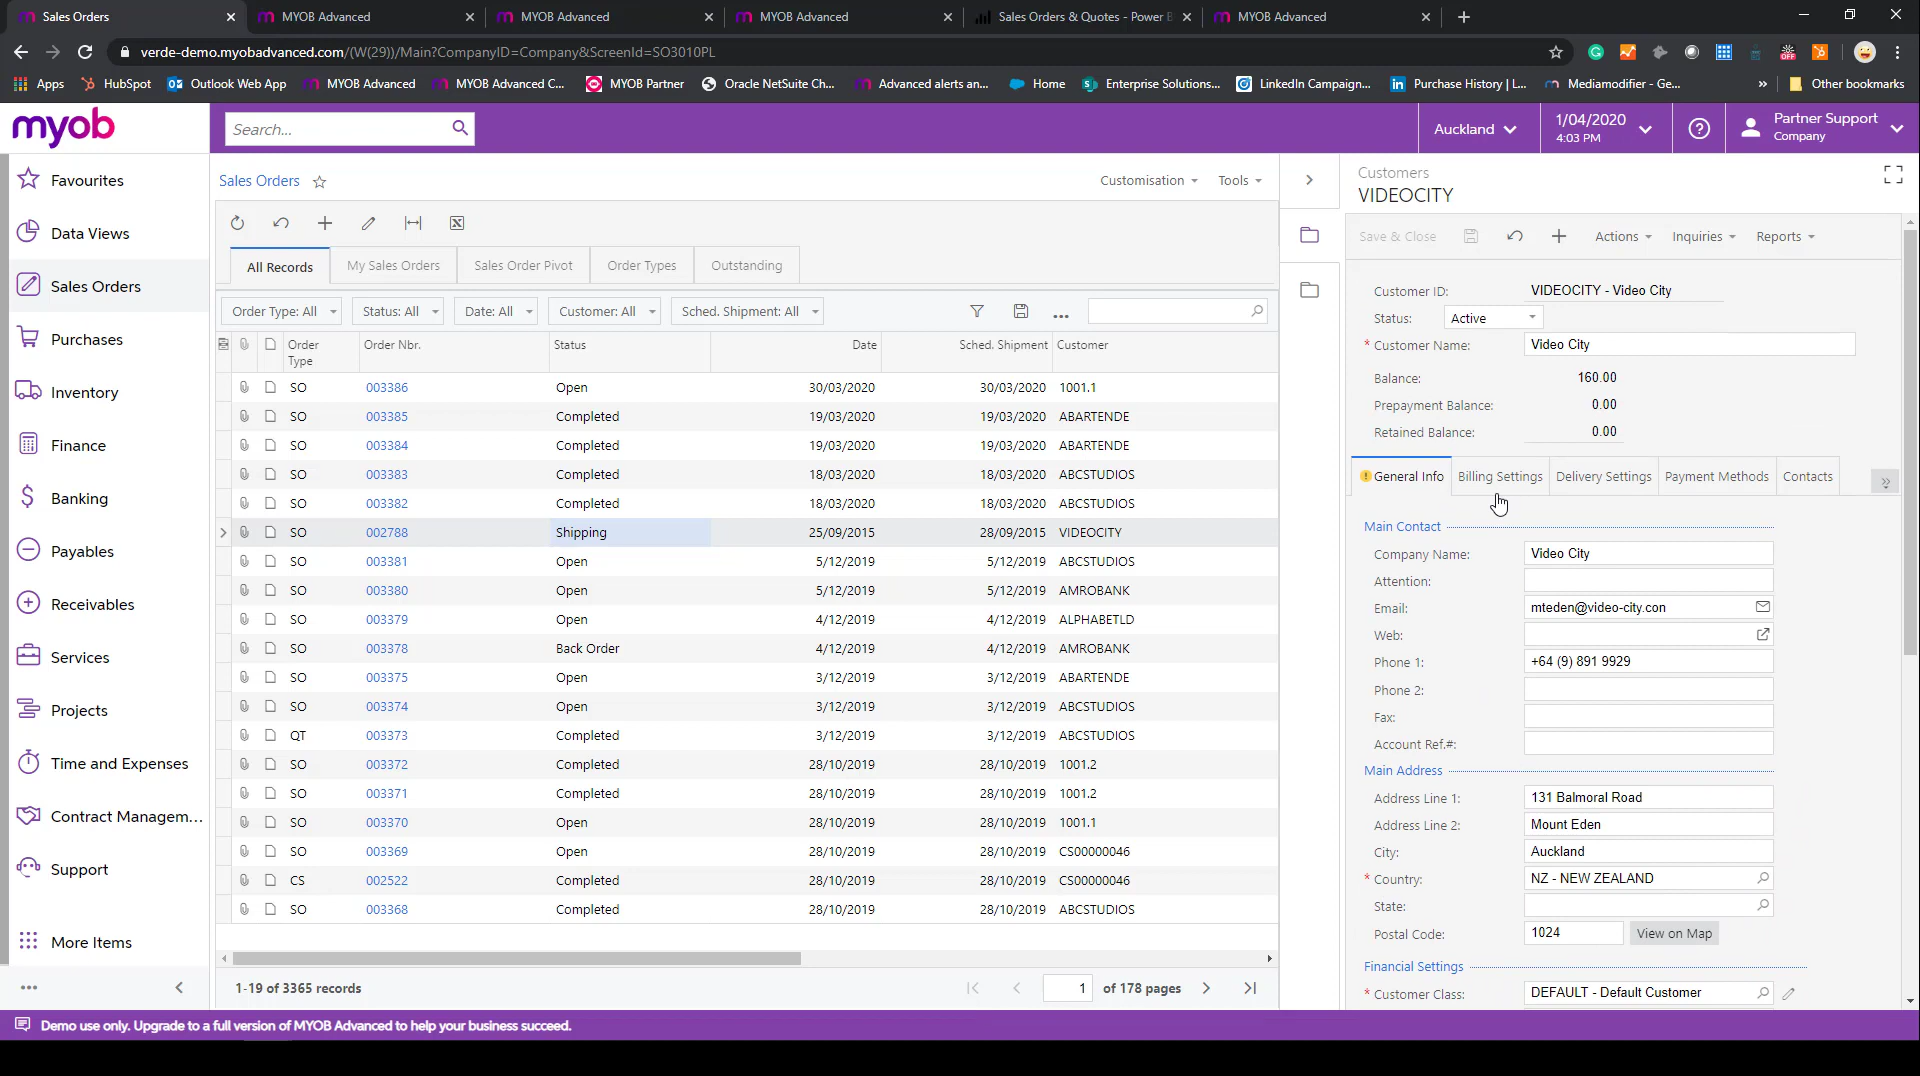 Sales Orders
MYOB Advanced
MYOB Advanced
MYOB Advanced
Sales Orders & Quotes - Power B
MYOB Advanced
verde-demo.myobadvanced.com/(W(29))/Main?CompanyID=Company&ScreenId=SO3010PL
Apps
HubSpot
Outlook Web App
MYOB Advanced
MYOB Advanced C...
MYOB Partner
Oracle NetSuite Ch...
Advanced alerts an...
Home
Enterprise Solutions...
LinkedIn Campaign...
Purchase History | L...
Mediamodifier - Ge...
»
Other bookmarks
myob
Search...
Auckland
1/04/2020
4:03 PM
Partner Support
Company
Favourites
Data Views
Sales Orders
Purchases
Inventory
Finance
Banking
Payables
Receivables
Services
Projects
Time and Expenses
Contract Managem...
Support
More Items
Sales Orders
Customisation
Tools
All Records
My Sales Orders
Sales Order Pivot
Order Types
Outstanding
Order Type: All
Status: All
Date: All
Customer: All
Sched. Shipment: All
Order Type Order Nbr. Status Date Sched. Shipment Customer
SO 003386 Open 30/03/2020 30/03/2020 1001.1
SO 003385 Completed 19/03/2020 19/03/2020 ABARTENDE
SO 003384 Completed 19/03/2020 19/03/2020 ABARTENDE
SO 003383 Completed 18/03/2020 18/03/2020 ABCSTUDIOS
SO 003382 Completed 18/03/2020 18/03/2020 ABCSTUDIOS
SO 002788 Shipping 25/09/2015 28/09/2015 VIDEOCITY
SO 003381 Open 5/12/2019 5/12/2019 ABCSTUDIOS
SO 003380 Open 5/12/2019 5/12/2019 AMROBANK
SO 003379 Open 4/12/2019 4/12/2019 ALPHABETLD
SO 003378 Back Order 4/12/2019 4/12/2019 AMROBANK
SO 003375 Open 3/12/2019 3/12/2019 ABARTENDE
SO 003374 Open 3/12/2019 3/12/2019 ABCSTUDIOS
QT 003373 Completed 3/12/2019 3/12/2019 ABCSTUDIOS
SO 003372 Completed 28/10/2019 28/10/2019 1001.2
SO 003371 Completed 28/10/2019 28/10/2019 1001.2
SO 003370 Open 28/10/2019 28/10/2019 1001.1
SO 003369 Open 28/10/2019 28/10/2019 CS00000046
CS 002522 Completed 28/10/2019 28/10/2019 CS00000046
SO 003368 Completed 28/10/2019 28/10/2019 ABCSTUDIOS
1-19 of 3365 records
1 of 178 pages
Customers
VIDEOCITY
Save & Close
Actions
Inquiries
Reports
Customer ID: VIDEOCITY - Video City
Status: Active
* Customer Name: Video City
Balance: 160.00
Prepayment Balance: 0.00
Retained Balance: 0.00
General Info
Billing Settings
Delivery Settings
Payment Methods
Contacts
Main Contact
Company Name: Video City
Attention:
Email: mteden@video-city.con
Web:
Phone 1: +64 (9) 891 9929
Phone 2:
Fax:
Account Ref.#:
Main Address
Address Line 1: 131 Balmoral Road
Address Line 2: Mount Eden
City: Auckland
* Country: NZ - NEW ZEALAND
State:
Postal Code: 1024 View on Map
Financial Settings
* Customer Class: DEFAULT - Default Customer
Demo use only. Upgrade to a full version of MYOB Advanced to help your business succeed.